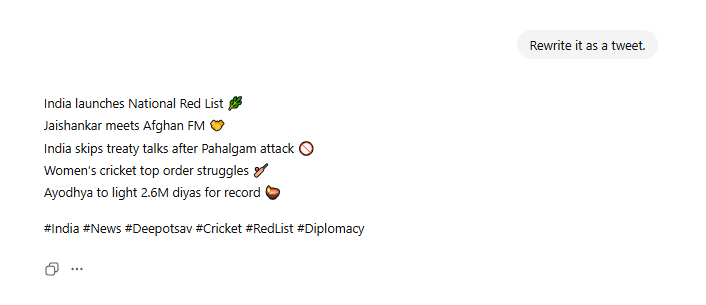 Rewrite it as a tweet.
India launches National Red List 🌿
Jaishankar meets Afghan FM 🤝
India skips treaty talks after Pahalgam attack 🚫
Women's cricket top order struggles 🏏
Ayodhya to light 2.6M diyas for record 🪔
#India #News #Deepotsav #Cricket #RedList #Diplomacy